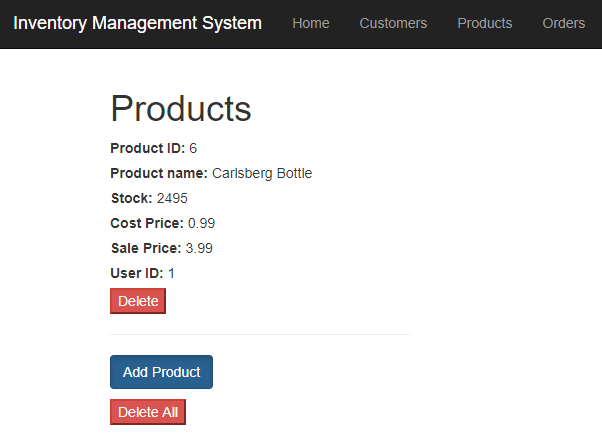 Inventory Management System Home Customers Products Orders
Products
Product ID: 6
Product name: Carlsberg Bottle
Stock: 2495
Cost Price: 0.99
Sale Price: 3.99
User ID: 1
Delete
Add Product
Delete All